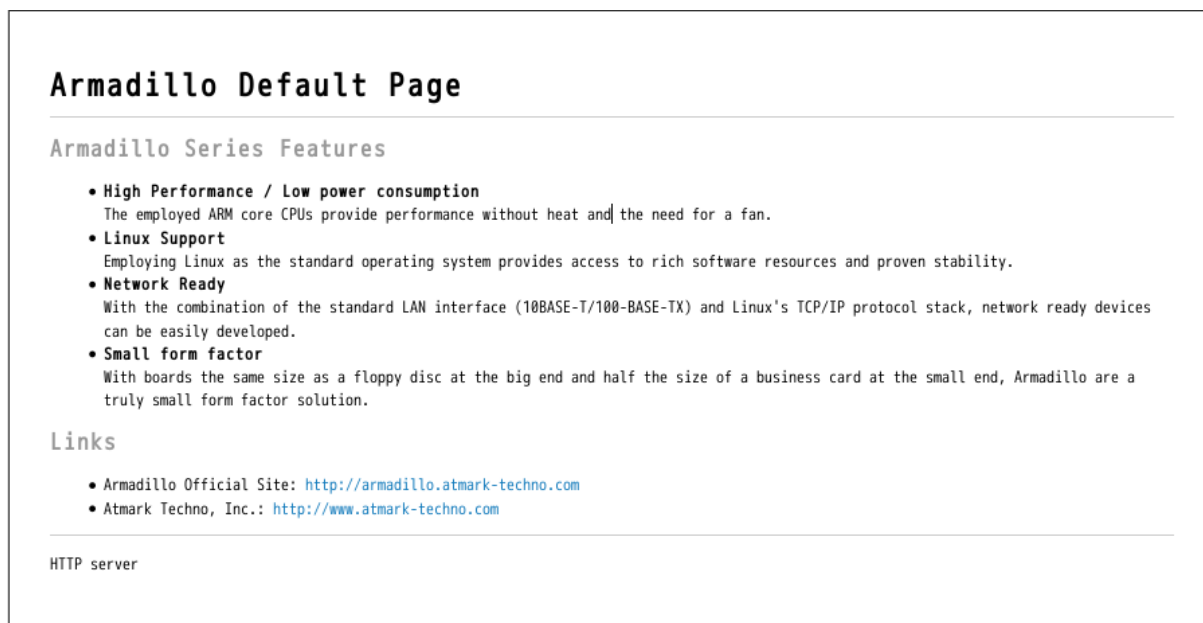 Armadillo Default Page
Armadillo Series Features
• High Performance / Low power consumption
The employed ARM core CPUs provide performance without heat and the need for a fan.
• Linux Support
Employing Linux as the standard operating system provides access to rich software resources and proven stability.
• Network Ready
With the combination of the standard LAN interface (10BASE-T/100-BASE-TX) and Linux's TCP/IP protocol stack, network ready devices
can be easily developed.
• Small form factor
With boards the same size as a floppy disc at the big end and half the size of a business card at the small end, Armadillo are a
truly small form factor solution.
Links
• Armadillo Official Site: http://armadillo.atmark-techno.com
• Atmark Techno, Inc.: http://www.atmark-techno.com
HTTP server